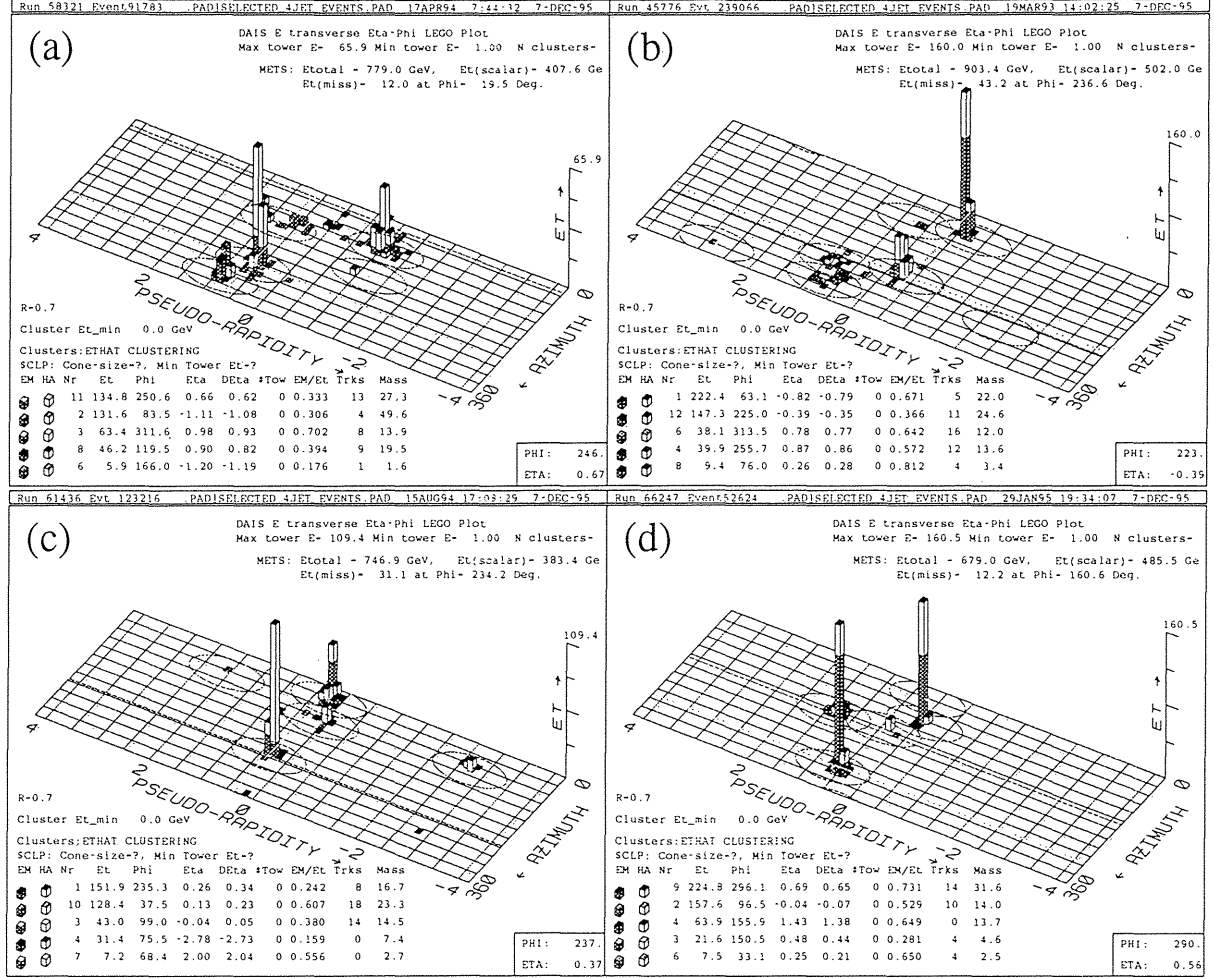 Run 58321 Event91783 .PAD]SELECTED_4JET_EVENTS.PAD 17APR94 7:44:32 7-DEC-95
(a)
DAIS E transverse Eta-Phi LEGO Plot
Max tower E- 65.9 Min tower E- 1.00 N clusters-
METS: Etotal - 779.0 GeV, Et(scalar)- 407.6 Ge
Et(miss)- 12.0 at Phi- 19.5 Deg.
65.9
ET →
4
2
0
-2
-4
PSEUDO-RAPIDITY →
0
360
← AZIMUTH
R-0.7
Cluster Et_min 0.0 GeV
Clusters:ETHAT CLUSTERING
$CLP: Cone-size-?, Min Tower Et-?
EM HA Nr Et Phi Eta DEta #Tow EM/Et Trks Mass
11 134.8 250.6 0.66 0.62 0 0.333 13 27.3
2 131.6 83.5 -1.11 -1.08 0 0.306 4 49.6
3 63.4 311.6 0.98 0.93 0 0.702 8 13.9
8 46.2 119.5 0.90 0.82 0 0.394 9 19.5
6 5.9 166.0 -1.20 -1.19 0 0.176 1 1.6
PHI: 246.
ETA: 0.67
Run 45776 Evt 239066 .PAD]SELECTED_4JET_EVENTS.PAD 19MAR93 14:02:25 7-DEC-95
(b)
DAIS E transverse Eta-Phi LEGO Plot
Max tower E- 160.0 Min tower E- 1.00 N clusters-
METS: Etotal - 903.4 GeV, Et(scalar)- 502.0 Ge
Et(miss)- 43.2 at Phi- 236.6 Deg.
160.0
ET →
4
2
0
-2
-4
PSEUDO-RAPIDITY →
0
360
← AZIMUTH
R-0.7
Cluster Et_min 0.0 GeV
Clusters:ETHAT CLUSTERING
$CLP: Cone-size-?, Min Tower Et-?
EM HA Nr Et Phi Eta DEta #Tow EM/Et Trks Mass
1 222.4 63.1 -0.82 -0.79 0 0.671 5 22.0
12 147.3 225.0 -0.39 -0.35 0 0.366 11 24.6
6 38.1 313.5 0.78 0.77 0 0.642 16 12.0
4 39.9 255.7 0.87 0.86 0 0.572 12 13.6
8 9.4 76.0 0.26 0.28 0 0.812 4 3.4
PHI: 223.
ETA: -0.39
Run 61436 Evt 123216 .PAD]SELECTED_4JET_EVENTS.PAD 15AUG94 17:03:29 7-DEC-95
(c)
DAIS E transverse Eta-Phi LEGO Plot
Max tower E- 109.4 Min tower E- 1.00 N clusters-
METS: Etotal - 746.9 GeV, Et(scalar)- 383.4 Ge
Et(miss)- 31.1 at Phi- 234.2 Deg.
109.4
ET →
4
2
0
-2
-4
PSEUDO-RAPIDITY →
0
360
← AZIMUTH
R-0.7
Cluster Et_min 0.0 GeV
Clusters;ETHAT CLUSTERING
$CLP: Cone-size-?, Min Tower Et-?
EM HA Nr Et Phi Eta DEta #Tow EM/Et Trks Mass
1 151.9 235.3 0.26 0.34 0 0.242 8 16.7
10 128.4 37.5 0.13 0.23 0 0.607 18 23.3
3 43.0 99.0 -0.04 0.05 0 0.380 14 14.5
4 31.4 75.5 -2.78 -2.73 0 0.159 0 7.4
7 7.2 68.4 2.00 2.04 0 0.556 0 2.7
PHI: 237.
ETA: 0.37
Run 66247 Event52624 .PAD]SELECTED_4JET_EVENTS.PAD 29JAN95 19:34:07 7-DEC-95
(d)
DAIS E transverse Eta-Phi LEGO Plot
Max tower E- 160.5 Min tower E- 1.00 N clusters-
METS: Etotal - 679.0 GeV, Et(scalar)- 485.5 Ge
Et(miss)- 12.2 at Phi- 160.6 Deg.
160.5
ET →
4
2
0
-2
-4
PSEUDO-RAPIDITY →
0
360
← AZIMUTH
R-0.7
Cluster Et_min 0.0 GeV
Clusters:ETHAT CLUSTERING
$CLP: Cone-size-?, Min Tower Et-?
EM HA Nr Et Phi Eta DEta #Tow EM/Et Trks Mass
9 224.8 296.1 0.69 0.65 0 0.731 14 31.6
2 157.6 96.5 -0.04 -0.07 0 0.529 10 14.0
4 63.9 155.9 1.43 1.38 0 0.649 0 13.7
3 21.6 150.5 0.48 0.44 0 0.281 4 4.6
6 7.5 33.1 0.25 0.21 0 0.650 4 2.5
PHI: 290.
ETA: 0.56